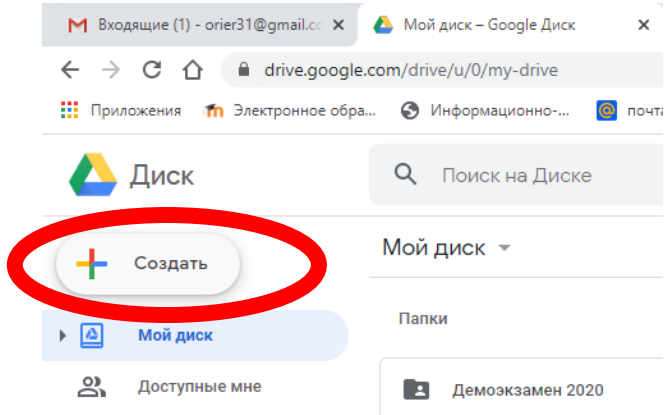 Входящие (1) - orier31@gmail.cc
Мой диск – Google Диск
drive.google.com/drive/u/0/my-drive
Приложения Электронное обра... Информационно-... почта
Диск Поиск на Диске
Создать Мой диск
Папки
Мой диск
Доступные мне Демоэкзамен 2020